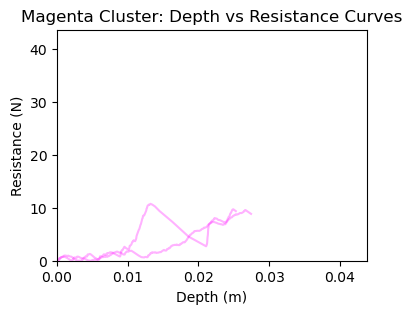 Magenta Cluster: Depth vs Resistance Curves
Resistance (N)
40
30
20
10
0
0.00 0.01 0.02 0.03 0.04
Depth (m)